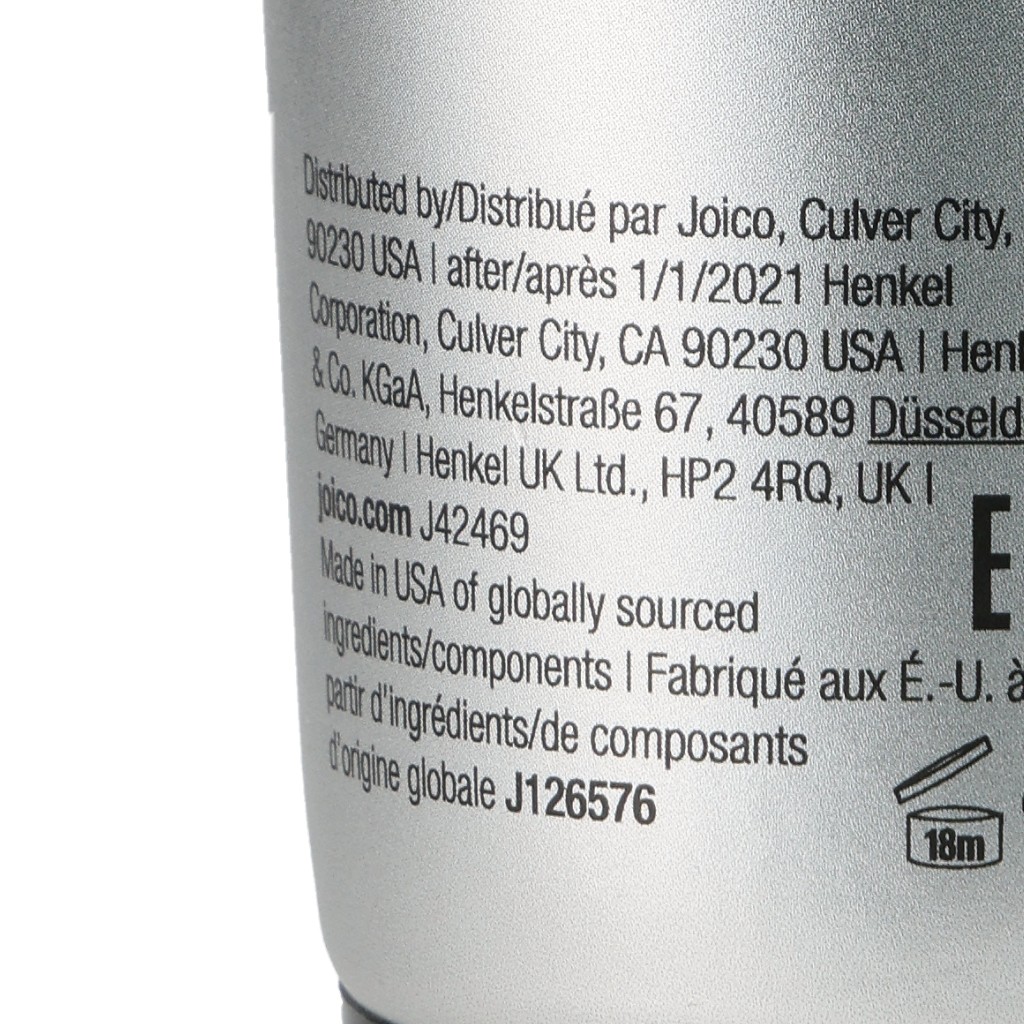 Distributed by/Distribué par Joico, Culver City,
90230 USA | after/après 1/1/2021 Henkel
Corporation, Culver City, CA 90230 USA | Henk
& Co. KGaA, Henkelstraße 67, 40589 Düsseld
Germany | Henkel UK Ltd., HP2 4RQ, UK |
joico.com J42469
Made in USA of globally sourced
ingredients/components | Fabriqué aux É.-U. à
partir d'ingrédients/de composants
d'origine globale J126576
E
18m